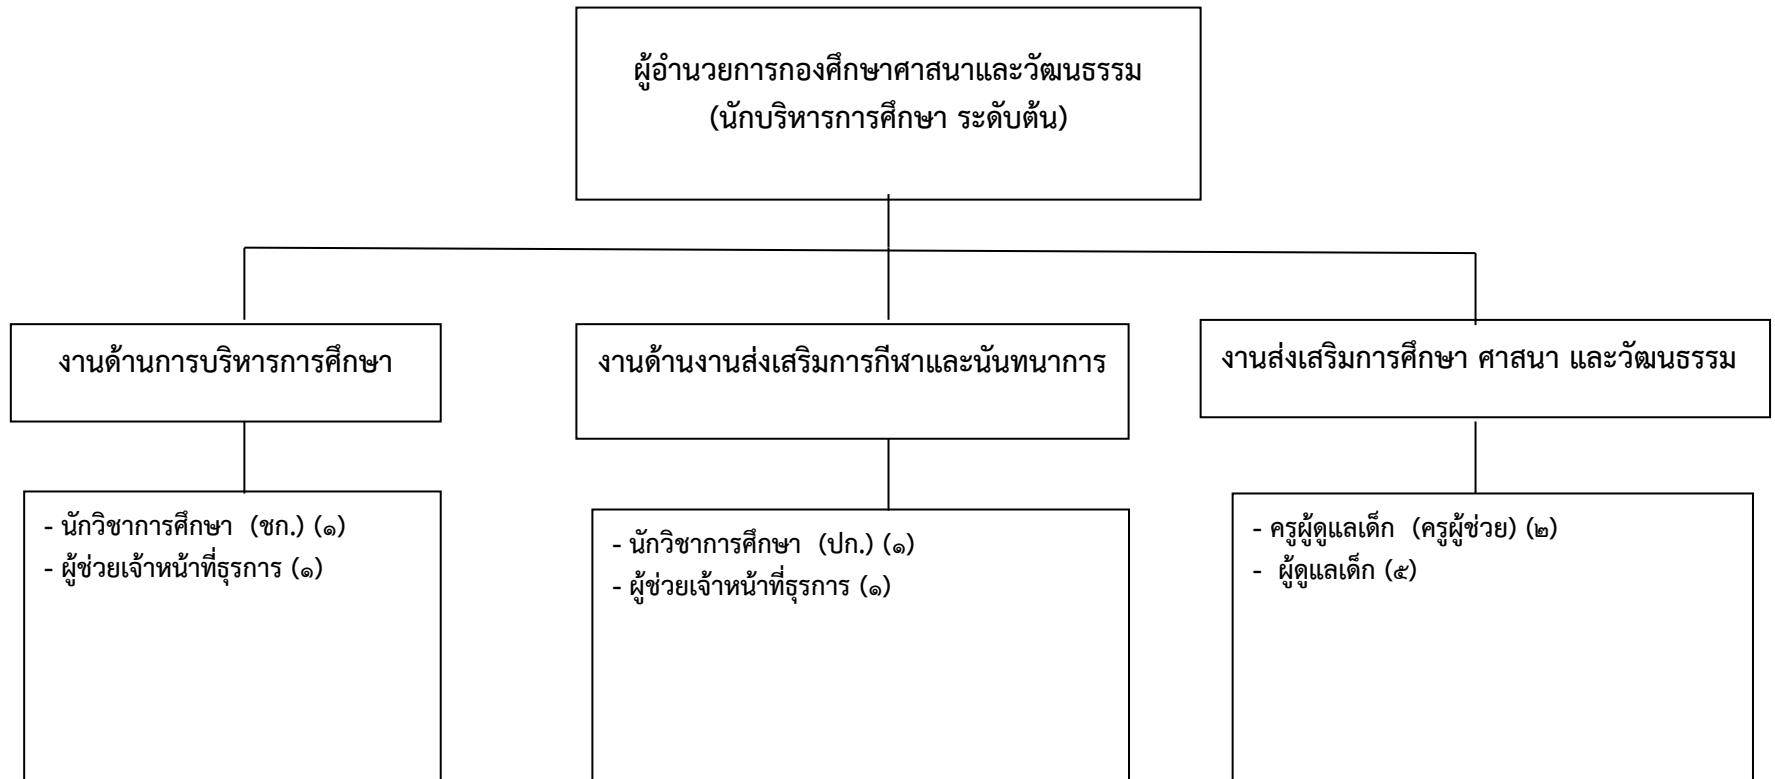 ผู้อำนวยการกองศึกษาศาสนาและวัฒนธรรม
(นักบริหารการศึกษา ระดับต้น)
งานด้านการบริหารการศึกษา
งานด้านงานส่งเสริมการกีฬาและนันทนาการ
งานส่งเสริมการศึกษา ศาสนา และวัฒนธรรม
- นักวิชาการศึกษา (ชก.) (๑)
- ผู้ช่วยเจ้าหน้าที่ธุรการ (๑)
- นักวิชาการศึกษา (ปก.) (๑)
- ผู้ช่วยเจ้าหน้าที่ธุรการ (๑)
- ครูผู้ดูแลเด็ก (ครูผู้ช่วย) (๒)
- ผู้ดูแลเด็ก (๕)